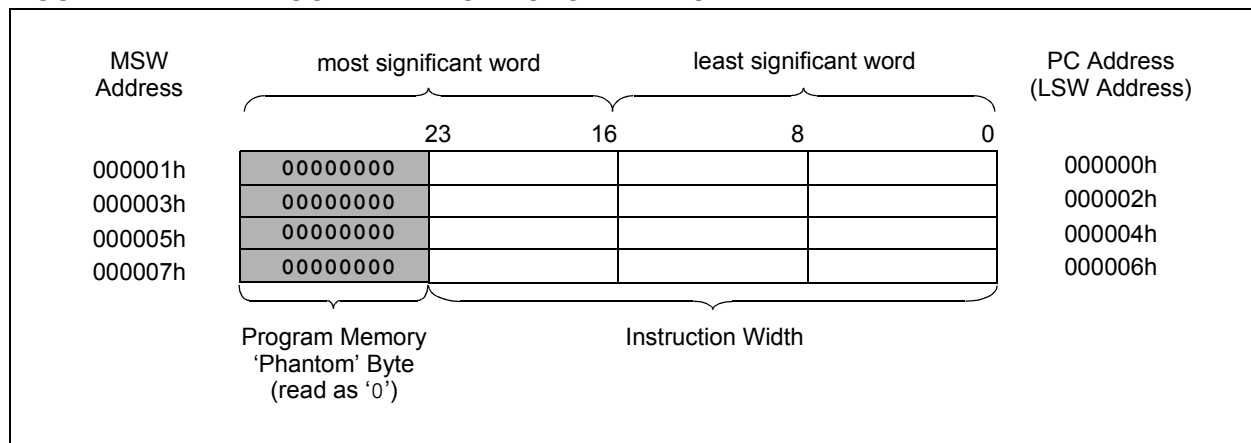 MSW
Address
most significant word
least significant word
PC Address
(LSW Address)
23 16 8 0
000001h 00000000 000000h
000003h 00000000 000002h
000005h 00000000 000004h
000007h 00000000 000006h
Program Memory
‘Phantom’ Byte
(read as ‘0’)
Instruction Width